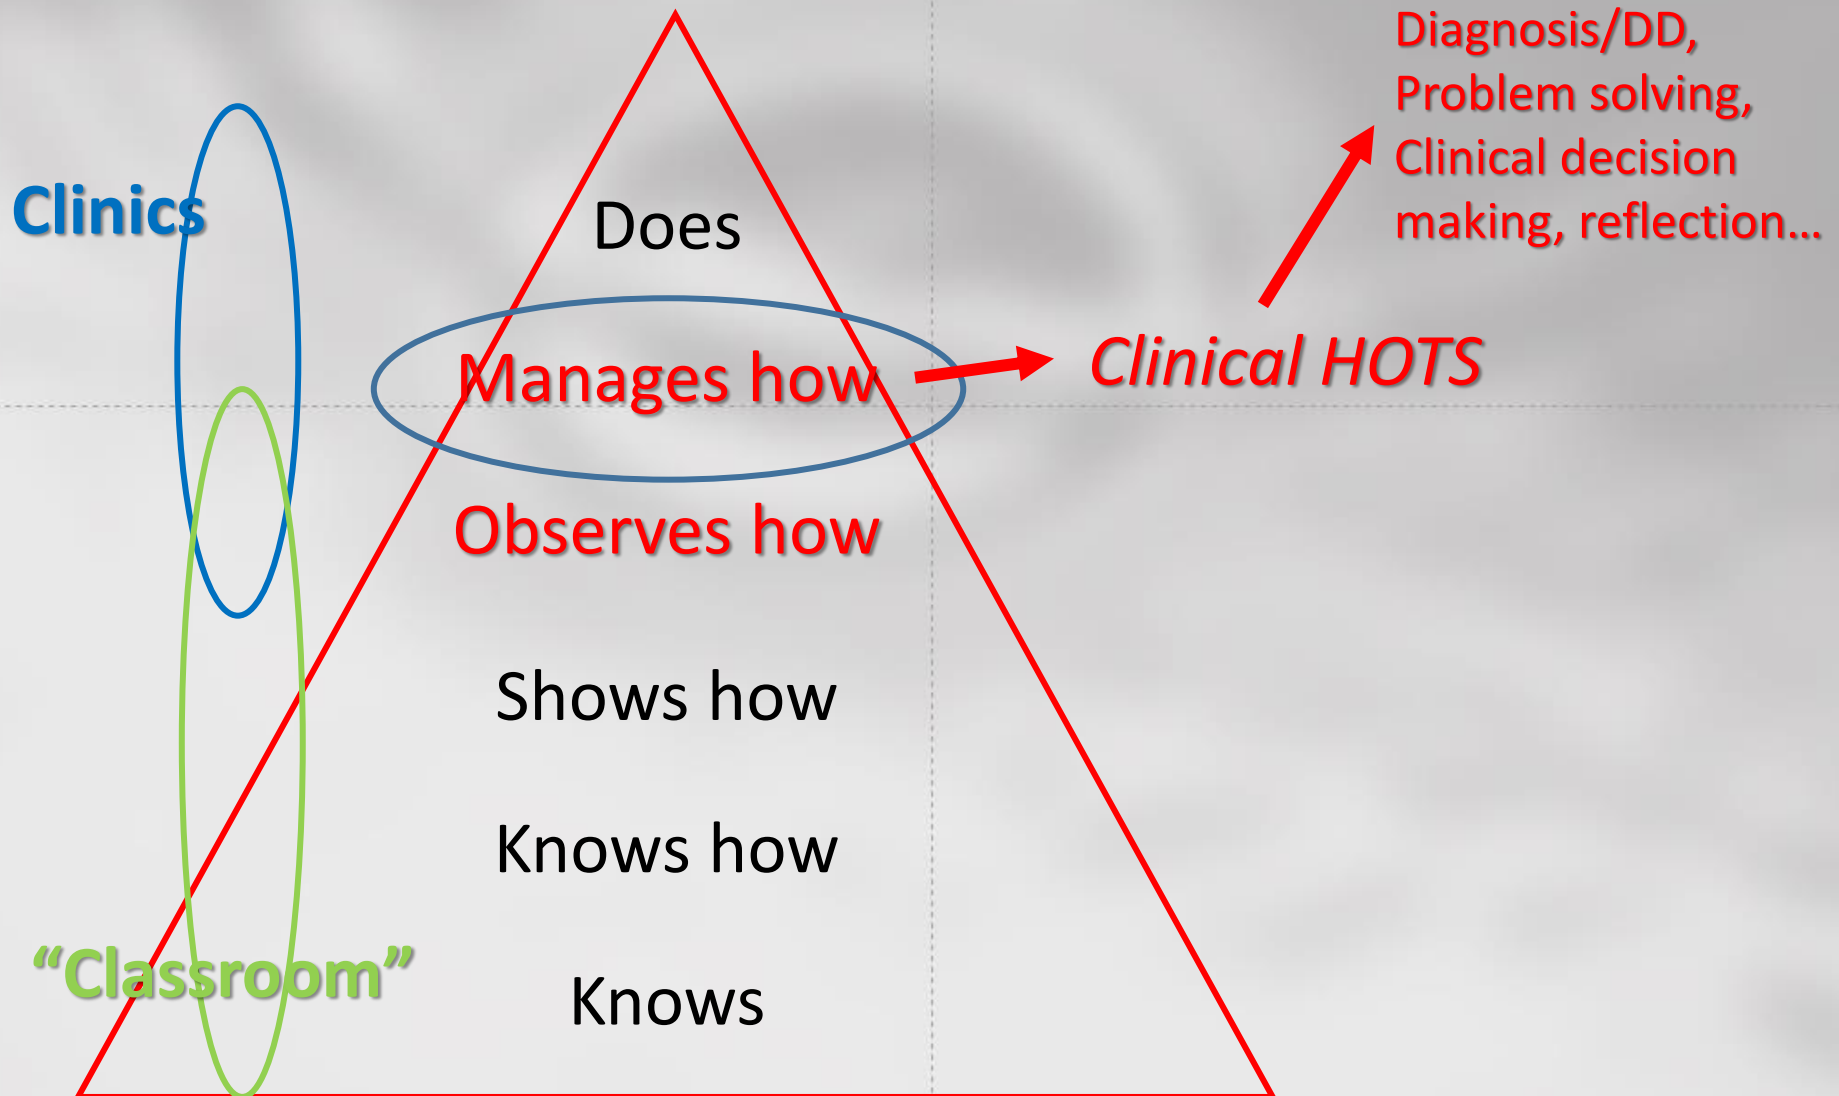 Diagnosis/DD,
Problem solving,
Clinical decision
making, reflection...
Clinics
Does
Manages how
Clinical HOTS
Observes how
Shows how
Knows how
“Classroom”
Knows